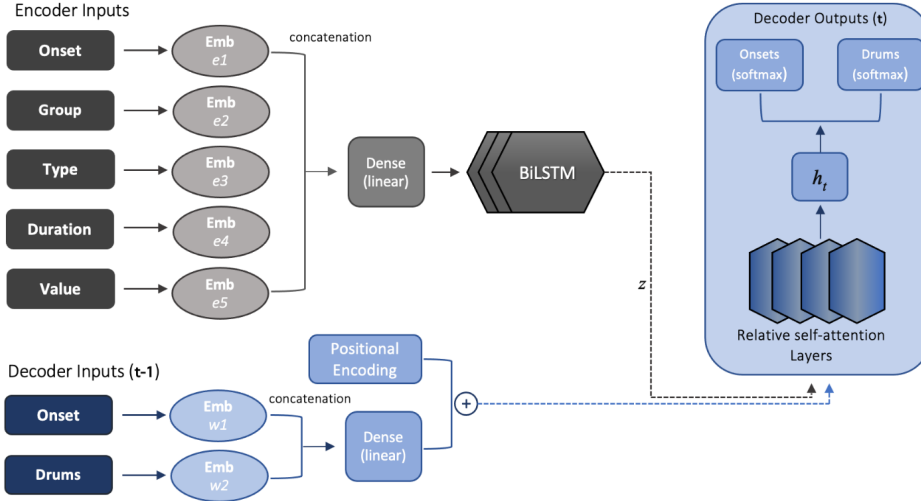 Encoder Inputs
Onset
Emb
e1
concatenation
Group
Emb
e2
Type
Emb
e3
Duration
Emb
e4
Value
Emb
e5
Dense
(linear)
BiLSTM
z
Decoder Inputs (t-1)
Onset
Emb
w1
concatenation
Drums
Emb
w2
Dense
(linear)
Positional
Encoding
+
Decoder Outputs (t)
Onsets
(softmax)
Drums
(softmax)
ht
Relative self-attention
Layers